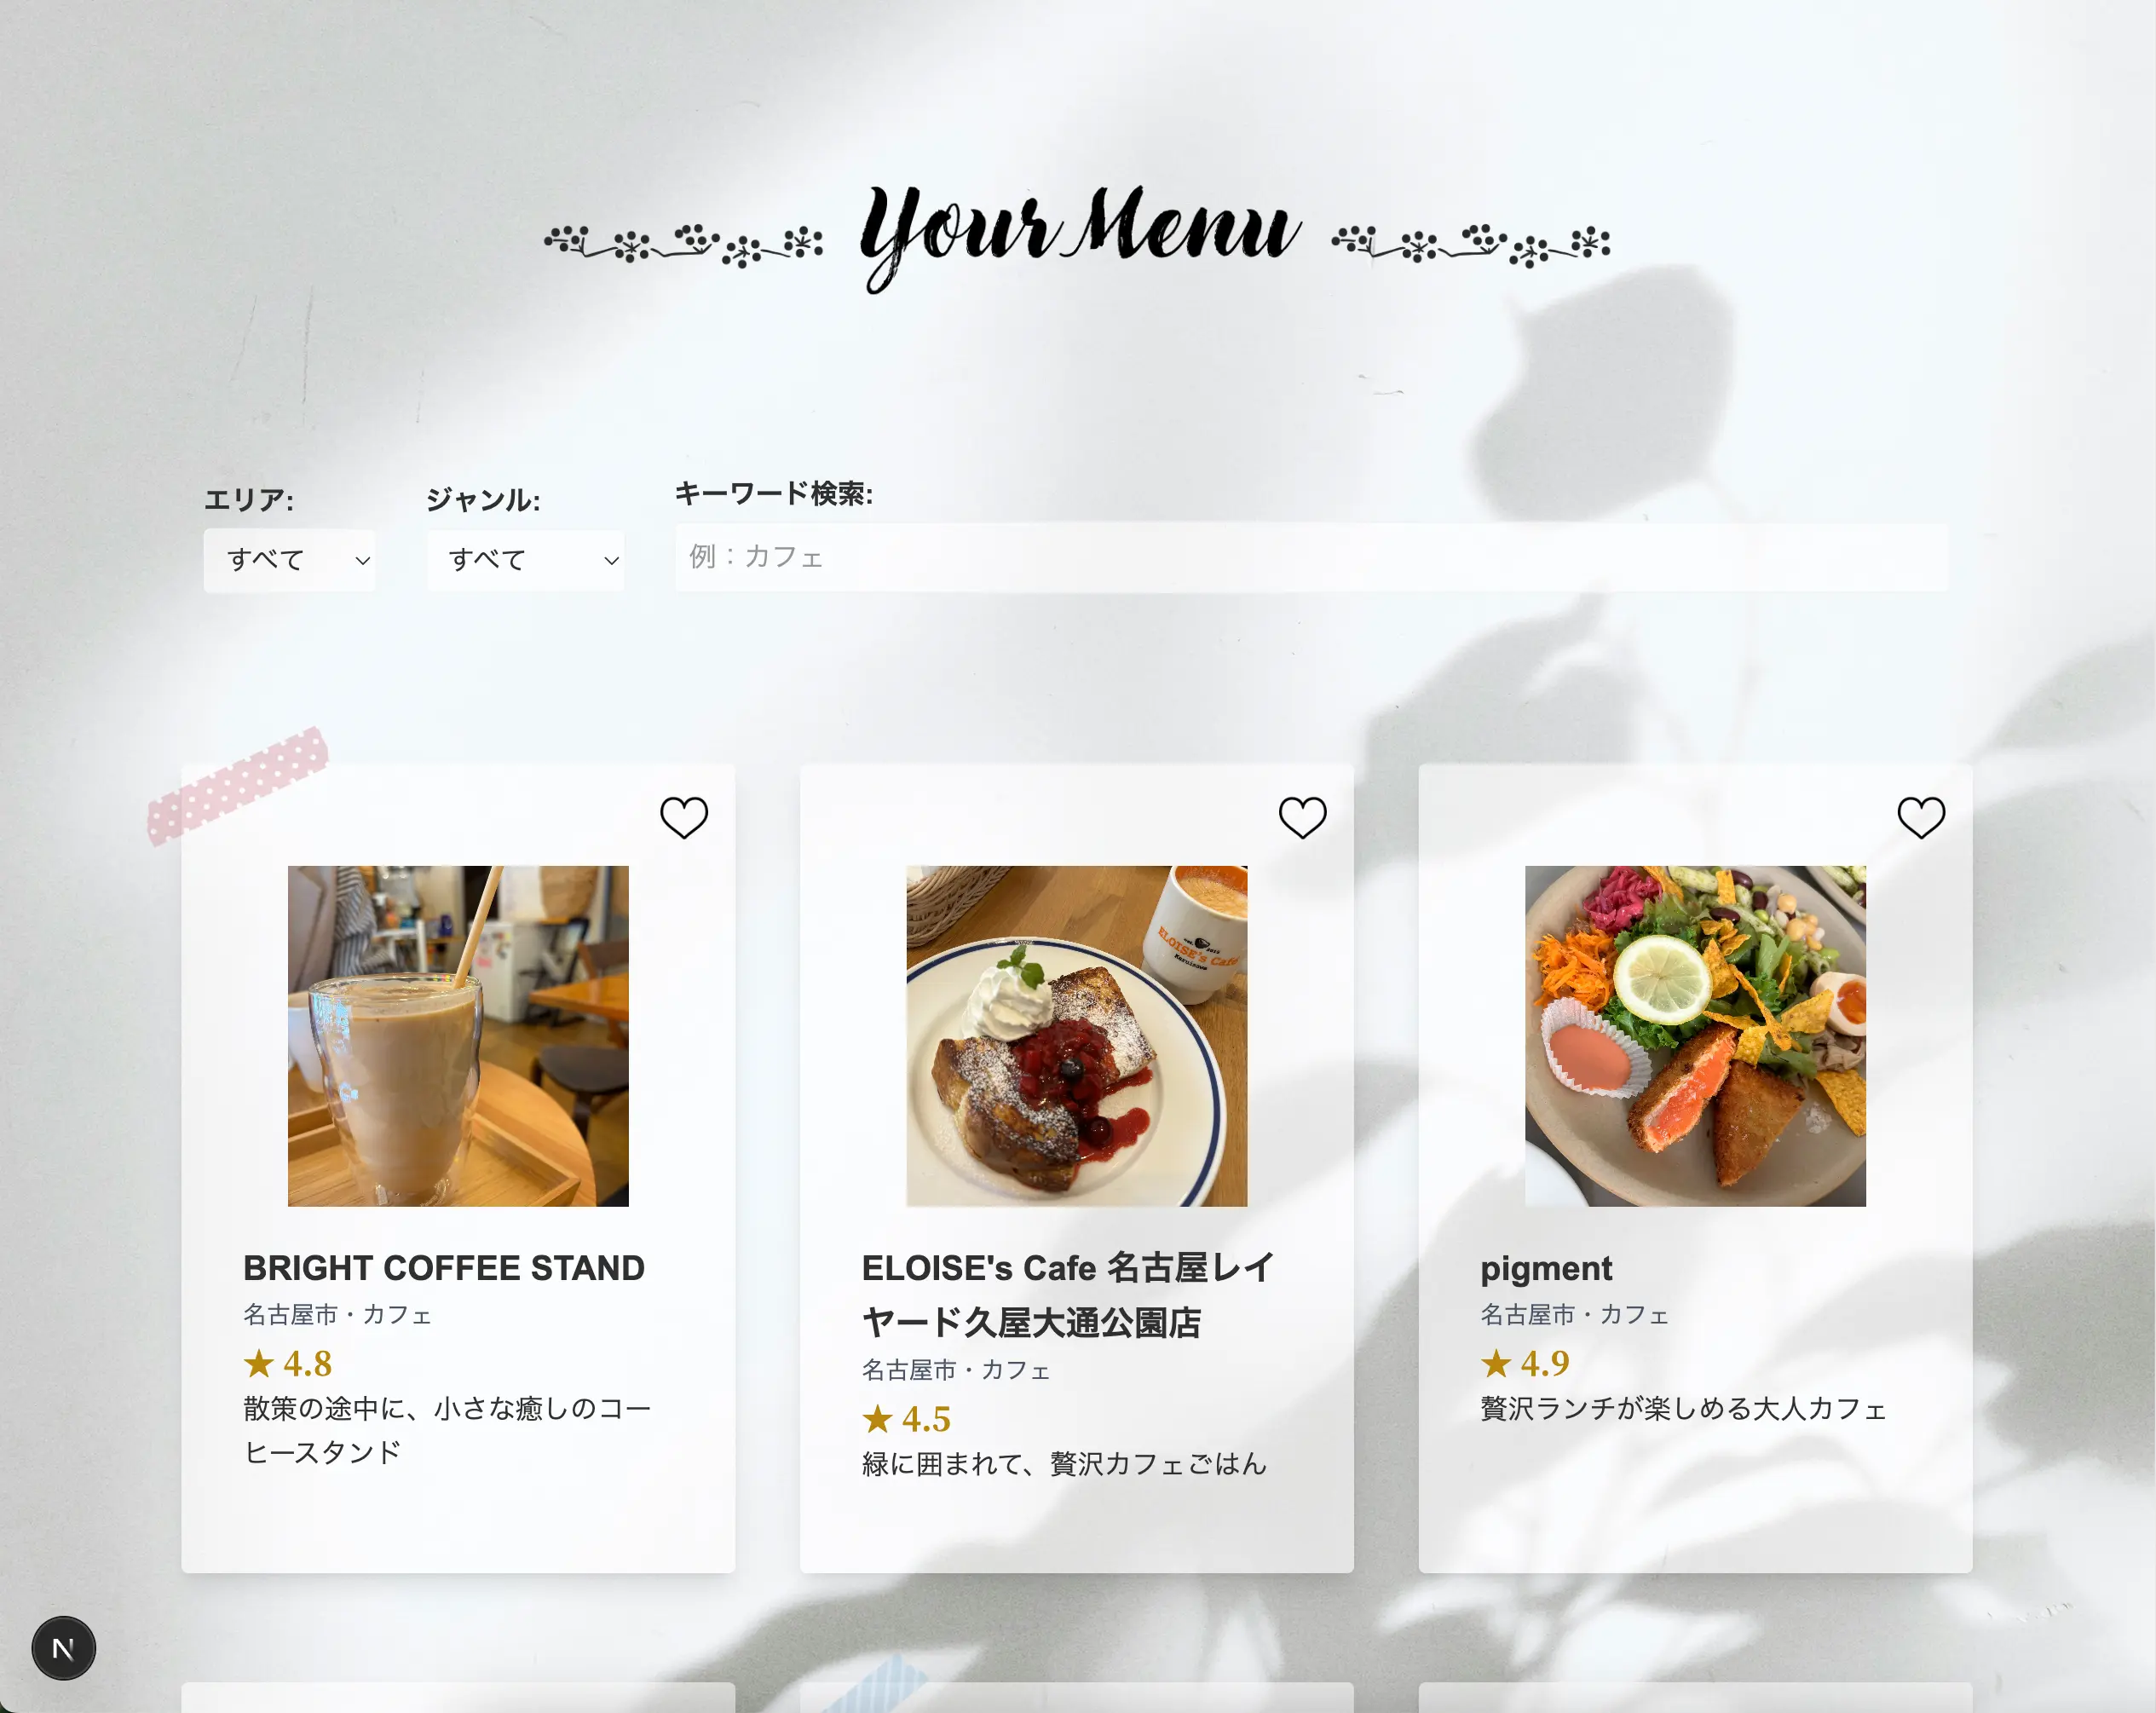 Your Menu
エリア:
すべて
ジャンル:
すべて
キーワード検索:
例：カフェ
BRIGHT COFFEE STAND
名古屋市・カフェ
★ 4.8
散策の途中に、小さな癒しのコー
ヒースタンド
ELOISE's Cafe
Karuizawa
ELOISE's Cafe 名古屋レイ
ヤード久屋大通公園店
名古屋市・カフェ
★ 4.5
緑に囲まれて、贅沢カフェごはん
pigment
名古屋市・カフェ
★ 4.9
贅沢ランチが楽しめる大人カフェ
N